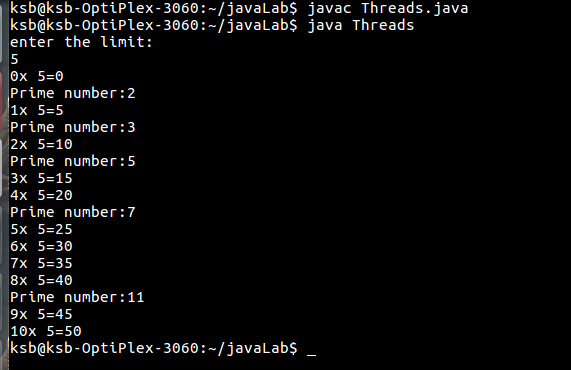 ksb@ksb-OptiPlex-3060:~/javaLab$ javac Threads.java
ksb@ksb-OptiPlex-3060:~/javaLab$ java Threads
enter the limit:
5
0x 5=0
Prime number:2
1x 5=5
Prime number:3
2x 5=10
Prime number:5
3x 5=15
4x 5=20
Prime number:7
5x 5=25
6x 5=30
7x 5=35
8x 5=40
Prime number:11
9x 5=45
10x 5=50
ksb@ksb-OptiPlex-3060:~/javaLab$ _